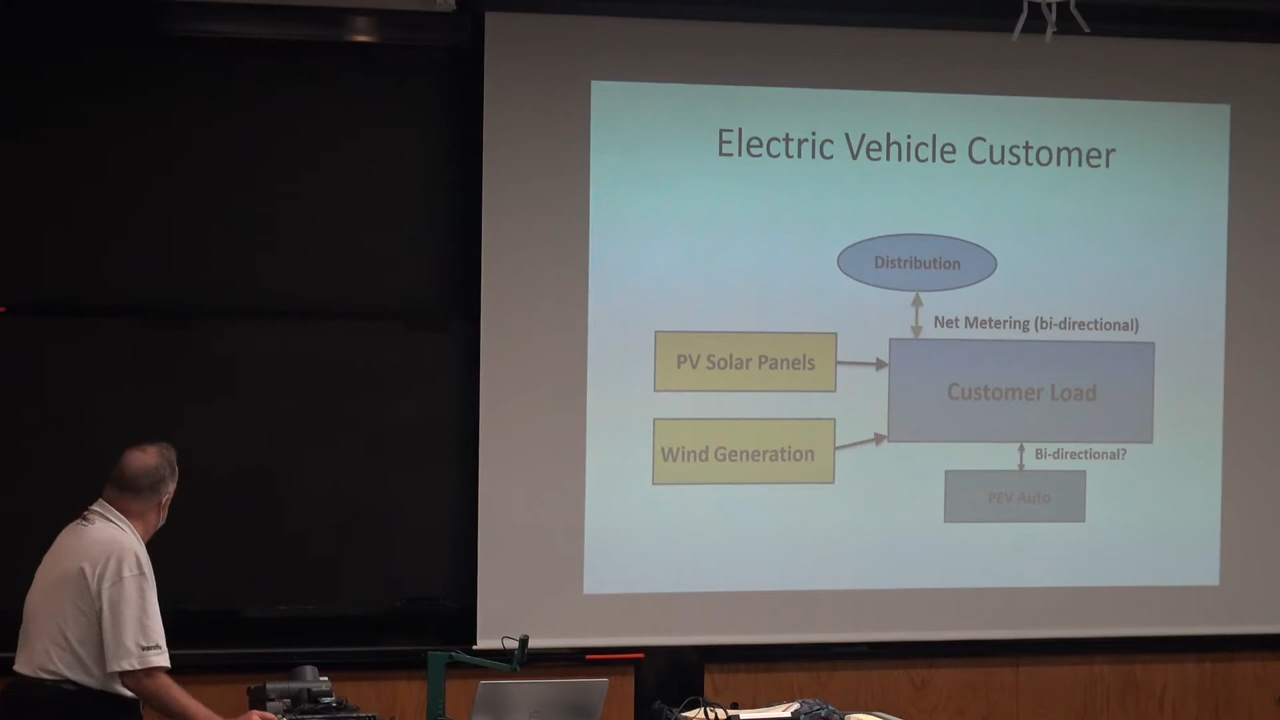 Electric Vehicle Customer
Distribution
Net Metering (bi-directional)
PV Solar Panels
Customer Load
Wind Generation
Bi-directional?
PEV Auto